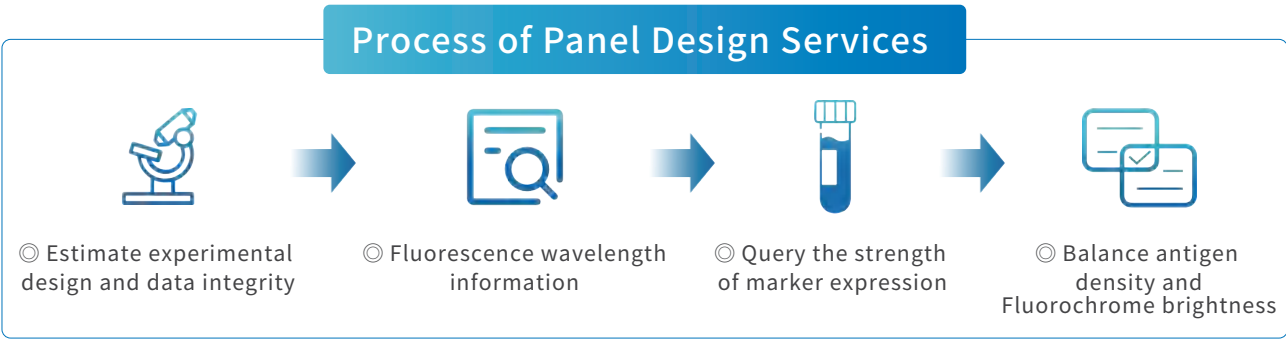 Process of Panel Design Services
◎ Estimate experimental
design and data integrity
◎ Fluorescence wavelength
information
◎ Query the strength
of marker expression
◎ Balance antigen
density and
Fluorochrome brightness